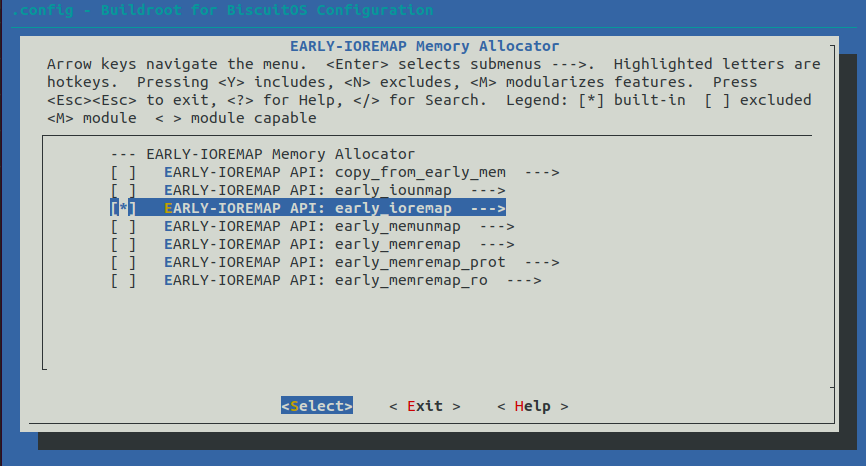 .config - Buildroot for BiscuitOS Configuration
EARLY-IOREMAP Memory Allocator
Arrow keys navigate the menu.  <Enter> selects submenus --->.  Highlighted letters are
hotkeys.  Pressing <Y> includes, <N> excludes, <M> modularizes features.  Press
<Esc><Esc> to exit, <?> for Help, </> for Search.  Legend: [*] built-in  [ ] excluded
<M> module  < > module capable
--- EARLY-IOREMAP Memory Allocator
[ ]   EARLY-IOREMAP API: copy_from_early_mem  --->
[ ]   EARLY-IOREMAP API: early_iounmap  --->
[*]   EARLY-IOREMAP API: early_ioremap  --->
[ ]   EARLY-IOREMAP API: early_memunmap  --->
[ ]   EARLY-IOREMAP API: early_memremap  --->
[ ]   EARLY-IOREMAP API: early_memremap_prot  --->
[ ]   EARLY-IOREMAP API: early_memremap_ro  --->
<Select>    < Exit >    < Help >